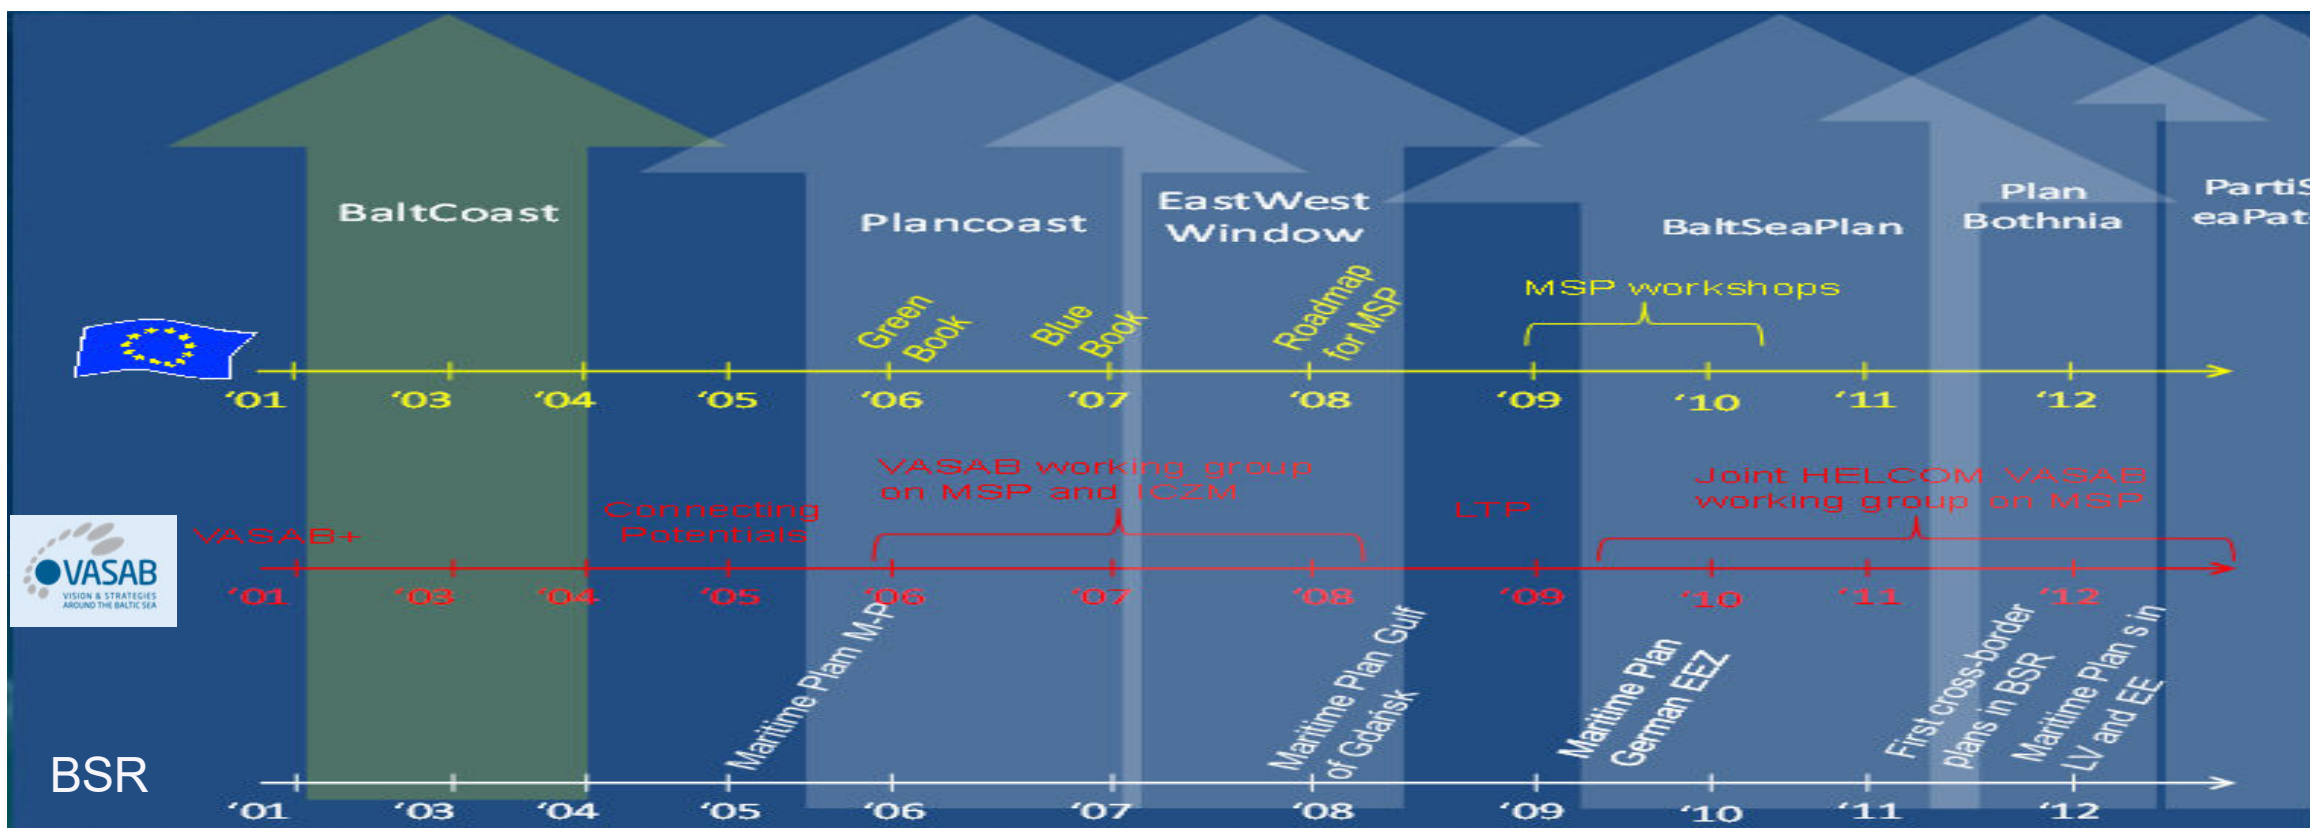 BaltCoast
Plancoast
EastWest
Window
BaltSeaPlan
Plan
Bothnia
PartiS
eaPat
Green
Book
Blue
Book
Roadmap
for MSP
MSP workshops
‘01 ‘03 ‘04 ‘05 ‘06 ‘07 ‘08 ‘09 ‘10 ‘11 ‘12
VASAB+
Connecting
Potentials
VASAB working group
on MSP and ICZM
LTP
Joint HELCOM VASAB
working group on MSP
VASAB
VISION & STRATEGIES
AROUND THE BALTIC SEA
‘01 ‘03 ‘04 ‘05 ‘06 ‘07 ‘08 ‘09 ‘10 ‘11 ‘12
Maritime Plam M-P
Maritime Plan Gulf
of Gdańsk
Maritime Plan
German EEZ
First cross-border
plans in BSR
Maritime Plan s in
LV and EE
BSR
‘01 ‘03 ‘04 ‘05 ‘06 ‘07 ‘08 ‘09 ‘10 ‘11 ‘12